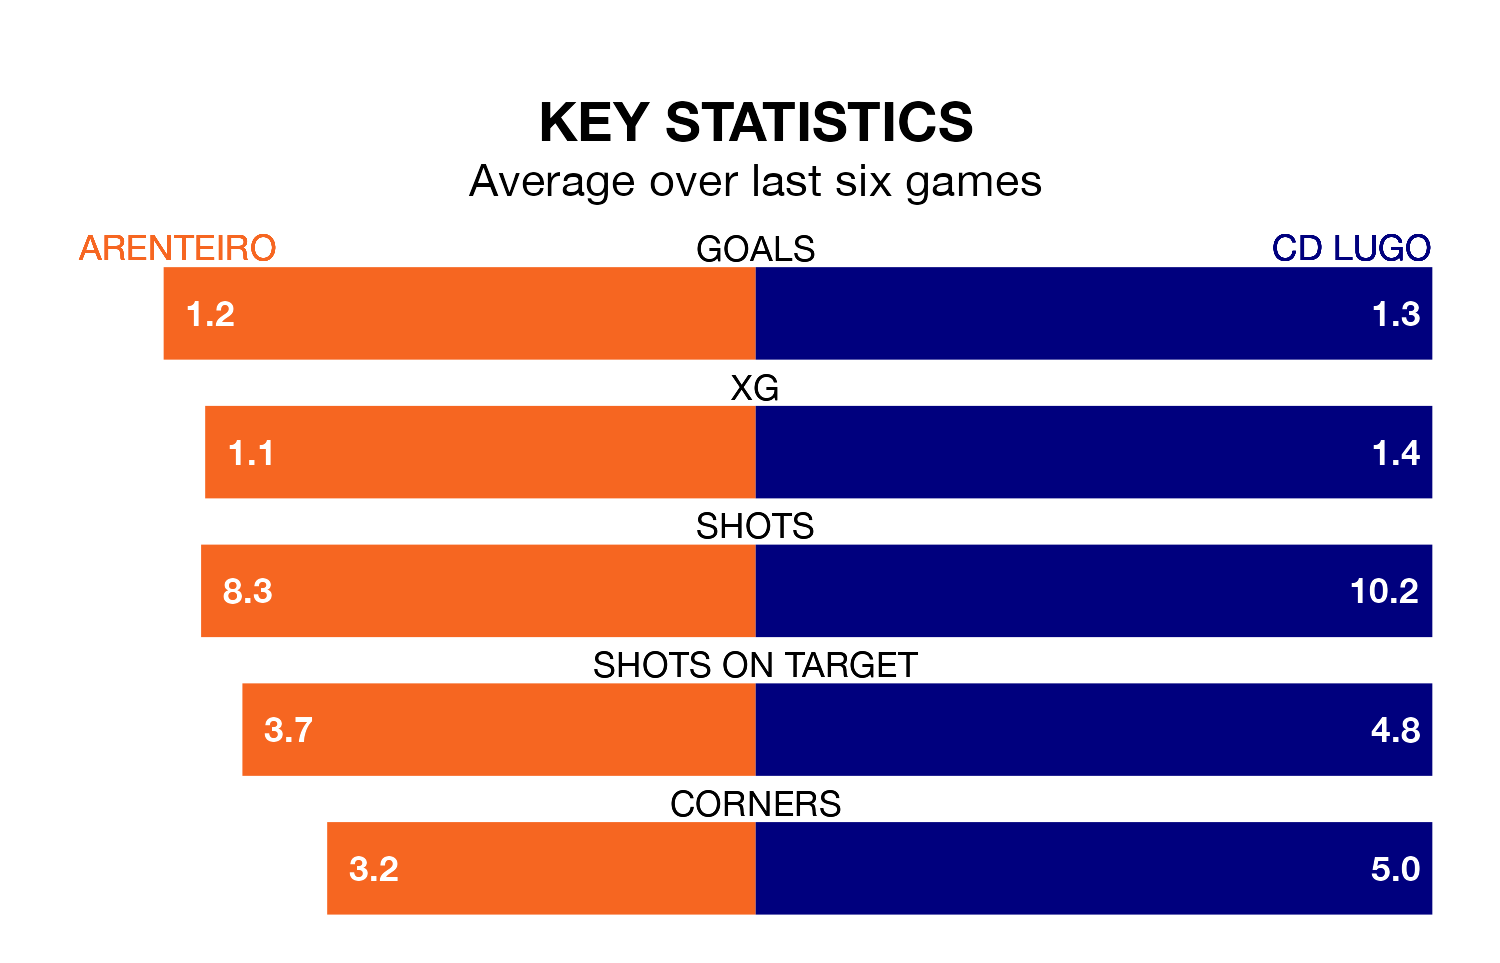 KEY STATISTICS
Average over last six games
ARENTEIRO GOALS CD LUGO
1.2 1.3
XG
1.1 1.4
SHOTS
8.3 10.2
SHOTS ON TARGET
3.7 4.8
CORNERS
3.2 5.0